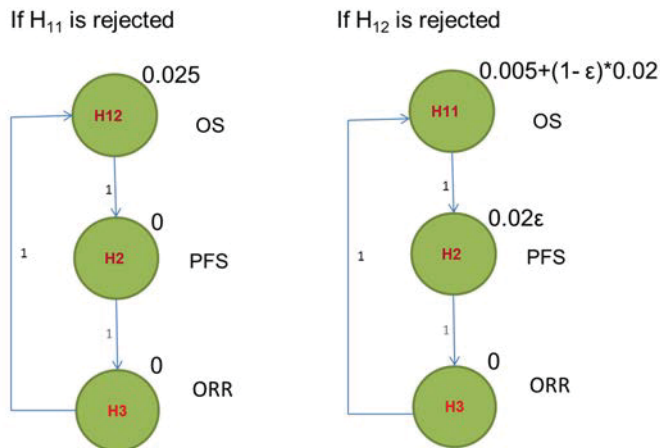 If H₁₁ is rejected
0.025
H12
OS
1
0
H2
PFS
1
1
0
H3
ORR
If H₁₂ is rejected
0.005+(1- ε)*0.02
H11
OS
1
0.02ε
H2
PFS
1
1
0
H3
ORR